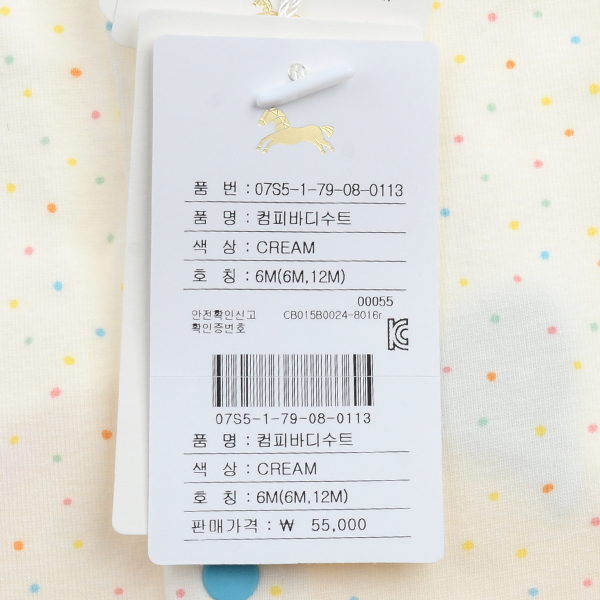 품 번 : 07S5-1-79-08-0113
품 명 : 컴피바디수트
색 상 : CREAM
호 칭 : 6M(6M,12M)
00055
안전확인신고 CB015B0024-8016r
확인증번호
07S5-1-79-08-0113
품 명 : 컴피바디수트
색 상 : CREAM
호 칭 : 6M(6M,12M)
판매가격 : ₩ 55,000